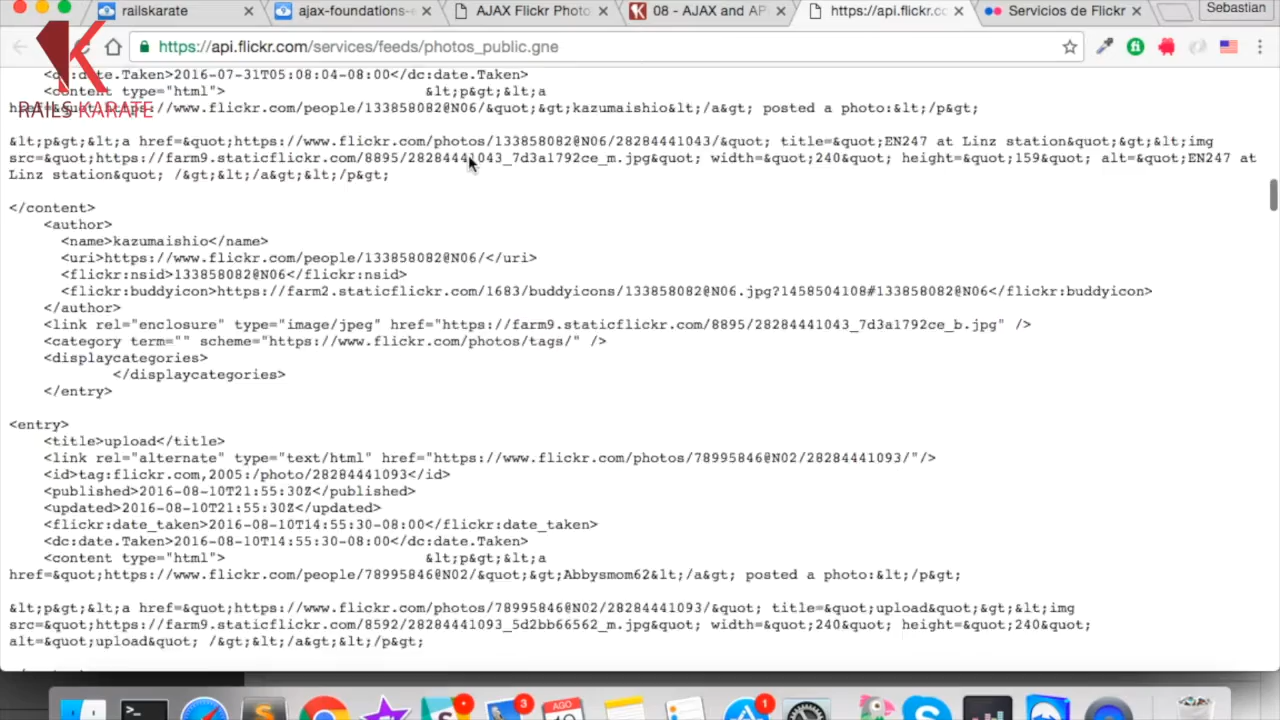 railskarate
ajax-foundations-
AJAX Flickr Photo
08 - AJAX and AP
https://api.flickr.co
Servicios de Flickr
Sebastian
https://api.flickr.com/services/feeds/photos_public.gne
<dc:date.Taken>2016-07-31T05:08:04-08:00</dc:date.Taken>
<content type="html"> &lt;p&gt;&lt;a
href=&quot;https://www.flickr.com/people/133858082@N06/&quot;&gt;kazumaishio&lt;/a&gt; posted a photo:&lt;/p&gt;
RAILS KARATE
&lt;p&gt;&lt;a href=&quot;https://www.flickr.com/photos/133858082@N06/28284441043/&quot; title=&quot;EN247 at Linz station&quot;&gt;&lt;img
src=&quot;https://farm9.staticflickr.com/8895/28284441043_7d3a1792ce_m.jpg&quot; width=&quot;240&quot; height=&quot;159&quot; alt=&quot;EN247 at
Linz station&quot; /&gt;&lt;/a&gt;&lt;/p&gt;
</content>
<author>
<name>kazumaishio</name>
<uri>https://www.flickr.com/people/133858082@N06/</uri>
<flickr:nsid>133858082@N06</flickr:nsid>
<flickr:buddyicon>https://farm2.staticflickr.com/1683/buddyicons/133858082@N06.jpg?1458504108#133858082@N06</flickr:buddyicon>
</author>
<link rel="enclosure" type="image/jpeg" href="https://farm9.staticflickr.com/8895/28284441043_7d3a1792ce_b.jpg" />
<category term="" scheme="https://www.flickr.com/photos/tags/" />
<displaycategories>
</displaycategories>
</entry>
<entry>
<title>upload</title>
<link rel="alternate" type="text/html" href="https://www.flickr.com/photos/78995846@N02/28284441093/"/>
<id>tag:flickr.com,2005:/photo/28284441093</id>
<published>2016-08-10T21:55:30Z</published>
<updated>2016-08-10T21:55:30Z</updated>
<flickr:date_taken>2016-08-10T14:55:30-08:00</flickr:date_taken>
<dc:date.Taken>2016-08-10T14:55:30-08:00</dc:date.Taken>
<content type="html"> &lt;p&gt;&lt;a
href=&quot;https://www.flickr.com/people/78995846@N02/&quot;&gt;Abbysmom62&lt;/a&gt; posted a photo:&lt;/p&gt;
&lt;p&gt;&lt;a href=&quot;https://www.flickr.com/photos/78995846@N02/28284441093/&quot; title=&quot;upload&quot;&gt;&lt;img
src=&quot;https://farm9.staticflickr.com/8592/28284441093_5d2bb66562_m.jpg&quot; width=&quot;240&quot; height=&quot;240&quot;
alt=&quot;upload&quot; /&gt;&lt;/a&gt;&lt;/p&gt;
3
AGO
1